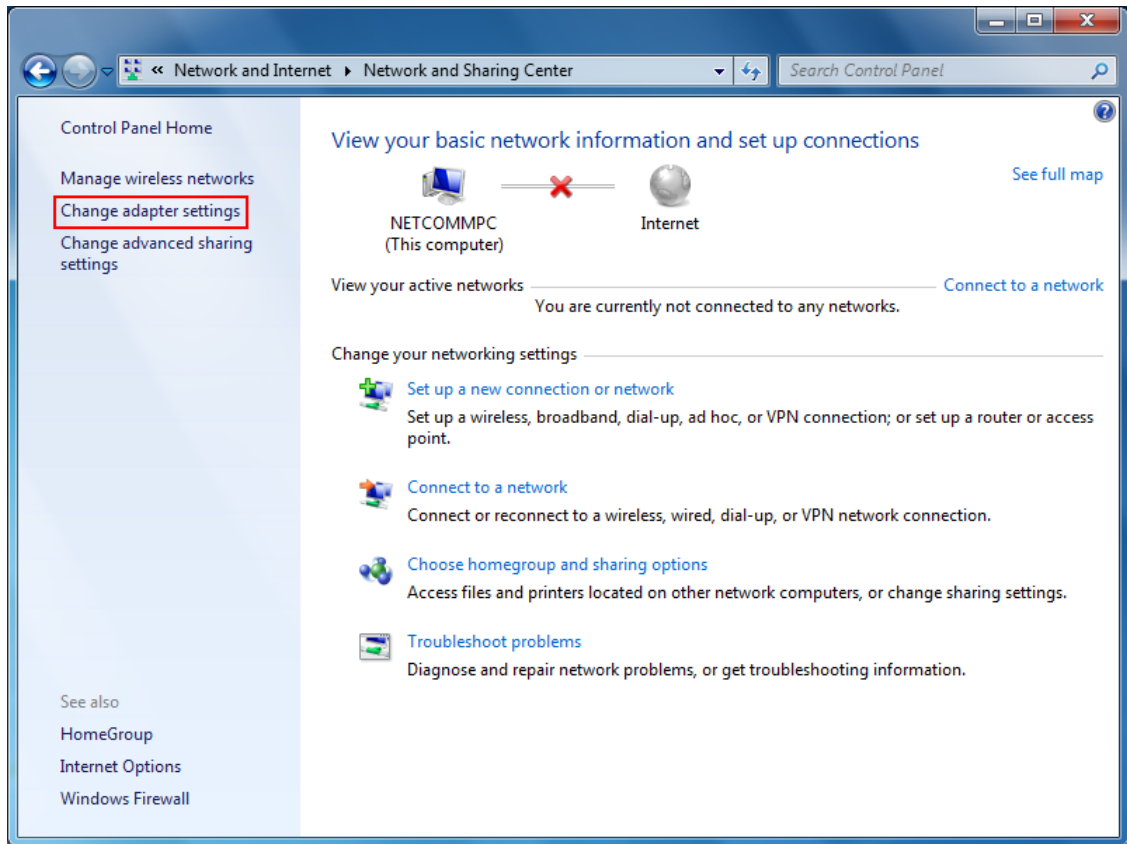 « Network and Internet ▸ Network and Sharing Center
Search Control Panel
Control Panel Home
Manage wireless networks
Change adapter settings
Change advanced sharing
settings
See also
HomeGroup
Internet Options
Windows Firewall
View your basic network information and set up connections
See full map
NETCOMMPC
(This computer)
Internet
View your active networks
Connect to a network
You are currently not connected to any networks.
Change your networking settings
Set up a new connection or network
Set up a wireless, broadband, dial-up, ad hoc, or VPN connection; or set up a router or access
point.
Connect to a network
Connect or reconnect to a wireless, wired, dial-up, or VPN network connection.
Choose homegroup and sharing options
Access files and printers located on other network computers, or change sharing settings.
Troubleshoot problems
Diagnose and repair network problems, or get troubleshooting information.